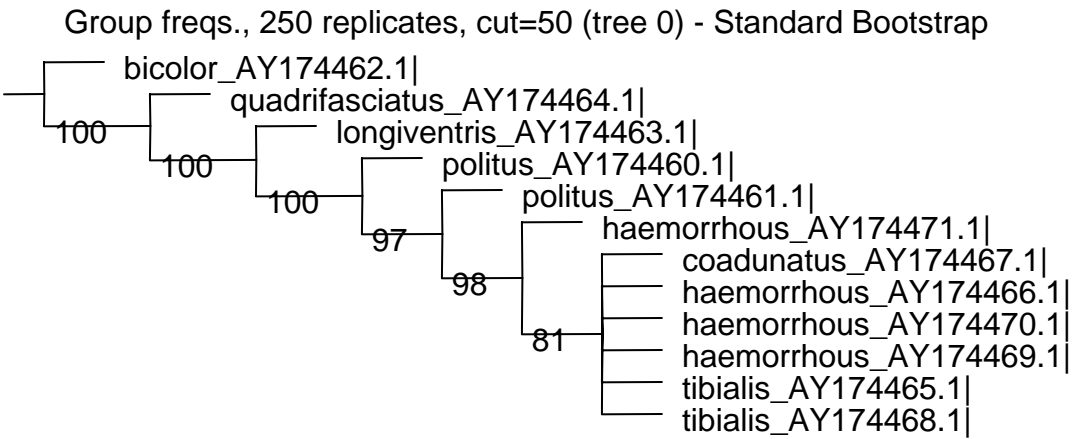 Group freqs., 250 replicates, cut=50 (tree 0) - Standard Bootstrap
bicolor_AY174462.1|
quadrifasciatus_AY174464.1|
100
longiventris_AY174463.1|
100
politus_AY174460.1|
100
politus_AY174461.1|
97
haemorrhous_AY174471.1|
98
coadunatus_AY174467.1|
haemorrhous_AY174466.1|
haemorrhous_AY174470.1|
81
haemorrhous_AY174469.1|
tibialis_AY174465.1|
tibialis_AY174468.1|